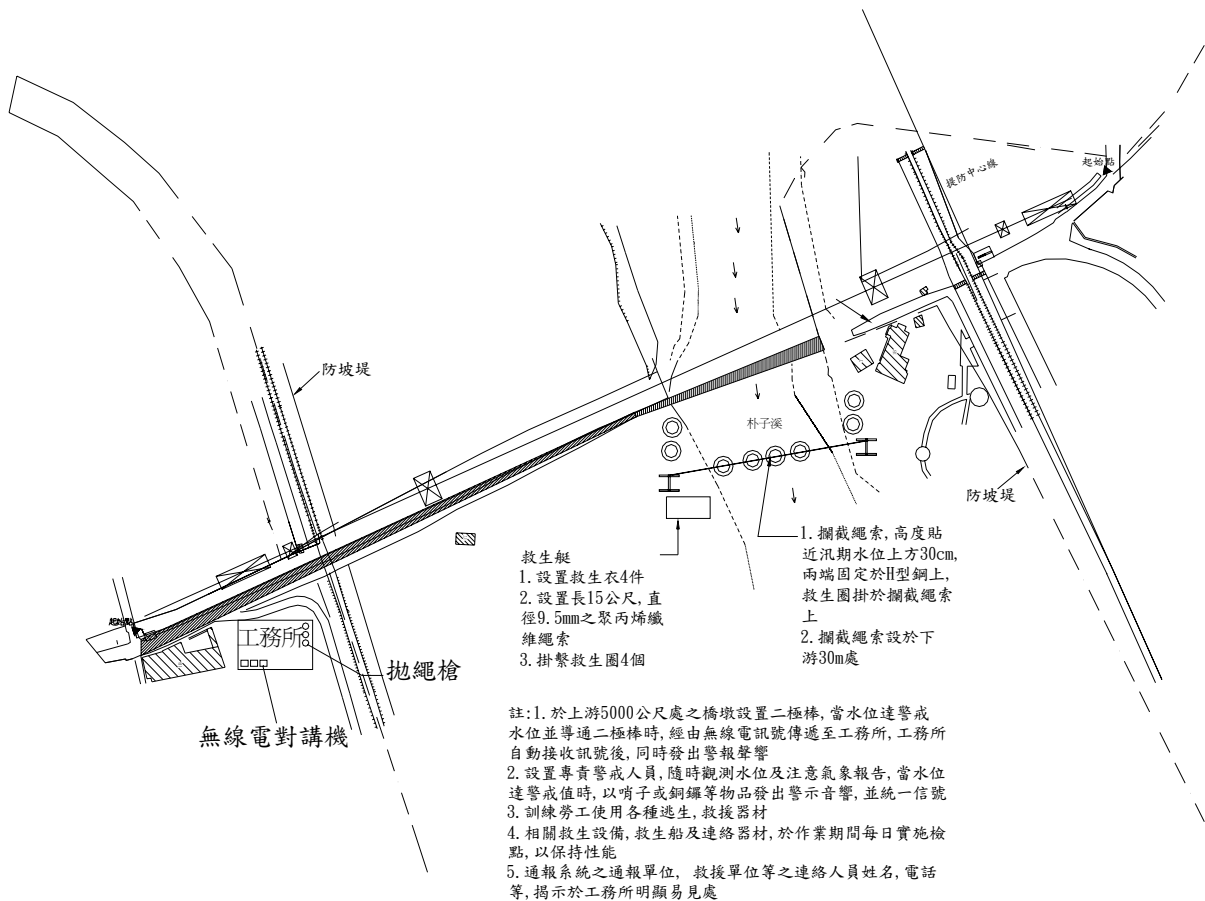 起始點
提防中心線
防坡堤
朴子溪
防坡堤
救生艇
1.設置救生衣4件
2.設置長15公尺,直
徑9.5mm之聚丙烯纖
維繩索
3.掛繫救生圈4個
1.攔截繩索,高度貼
近汛期水位上方30cm,
兩端固定於H型鋼上,
救生圈掛於攔截繩索
上
2.攔截繩索設於下
游30m處
起始點
工務所
拋繩槍
無線電對講機
註:1.於上游5000公尺處之橋墩設置二極棒,當水位達警戒
水位並導通二極棒時,經由無線電訊號傳遞至工務所,工務所
自動接收訊號後,同時發出警報聲響
2.設置專責警戒人員,隨時觀測水位及注意氣象報告,當水位
達警戒值時,以哨子或銅鑼等物品發出警示音響,並統一信號
3.訓練勞工使用各種逃生,救援器材
4.相關救生設備,救生船及連絡器材,於作業期間每日實施檢
點,以保持性能
5.通報系統之通報單位, 救援單位等之連絡人員姓名,電話
等,揭示於工務所明顯易見處